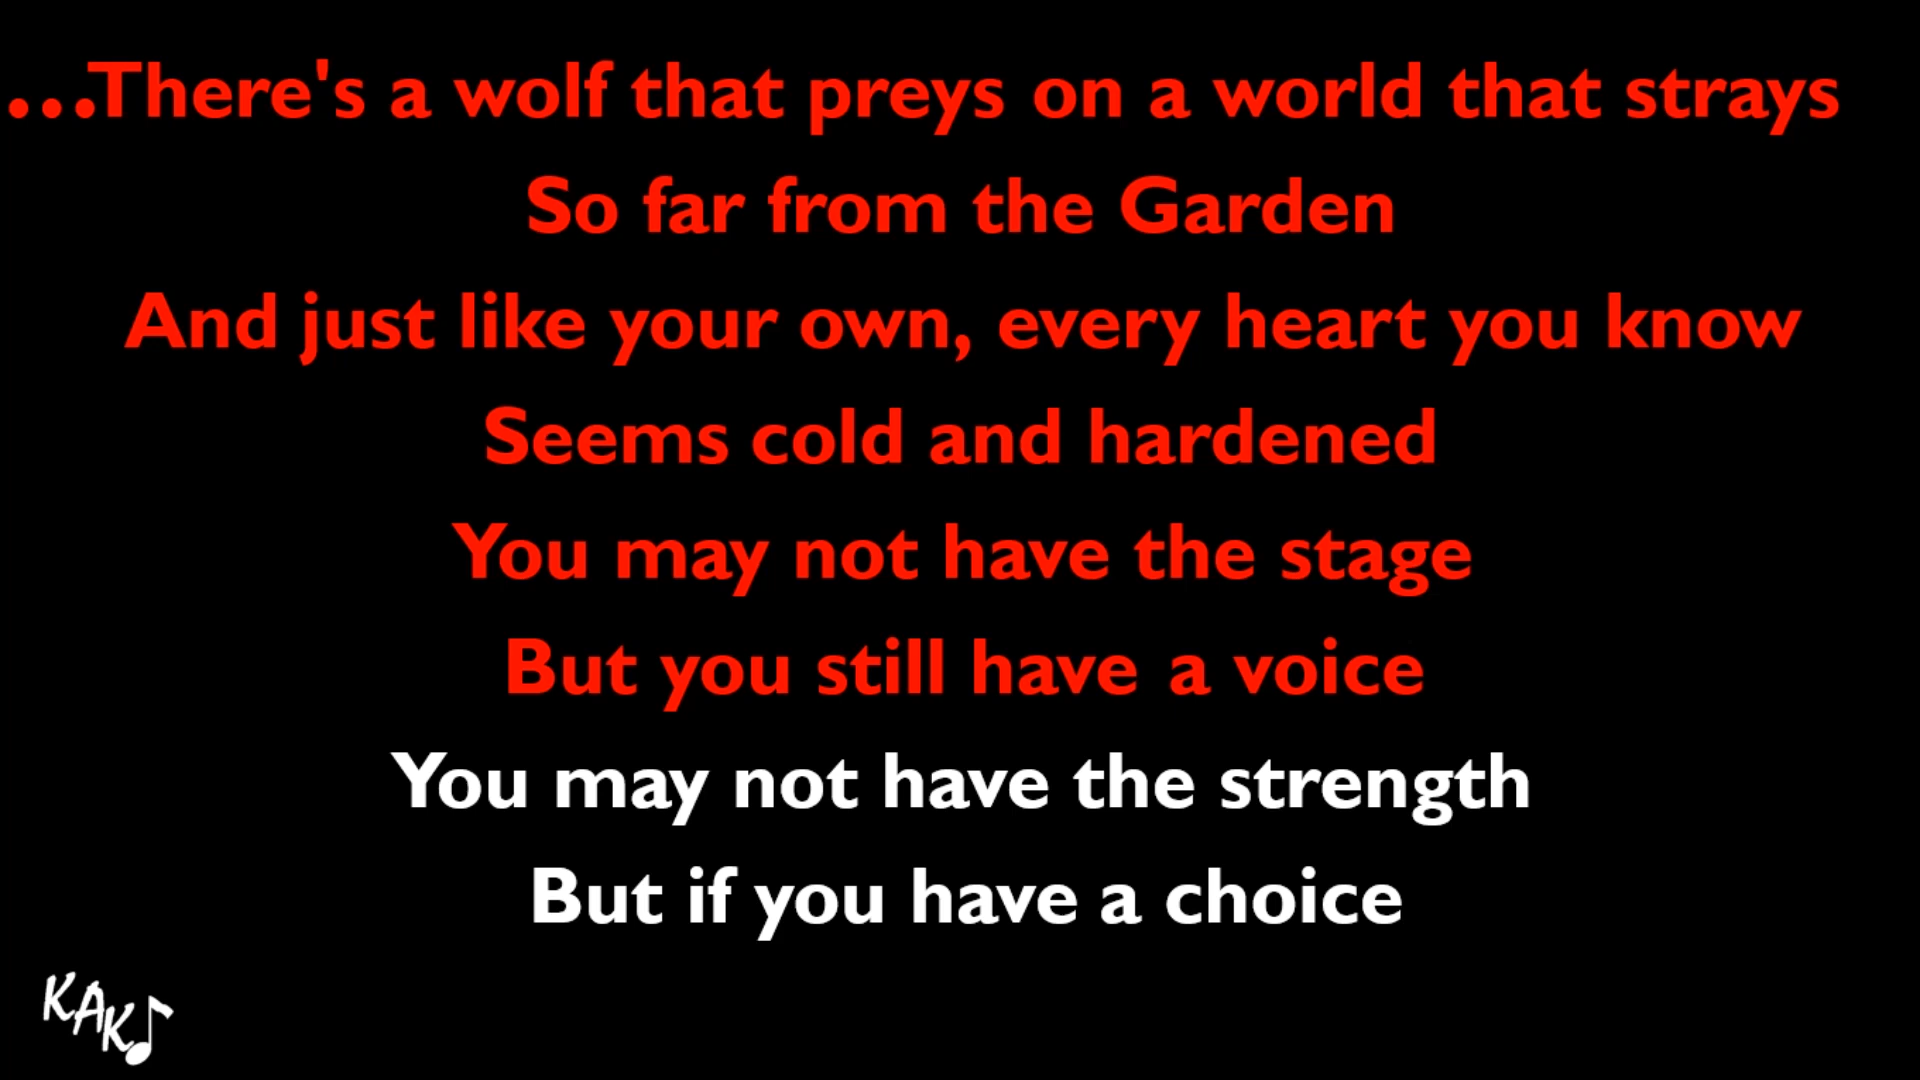 ...There's a wolf that preys on a world that strays
So far from the Garden
And just like your own, every heart you know
Seems cold and hardened
You may not have the stage
But you still have a voice
You may not have the strength
But if you have a choice
KAK